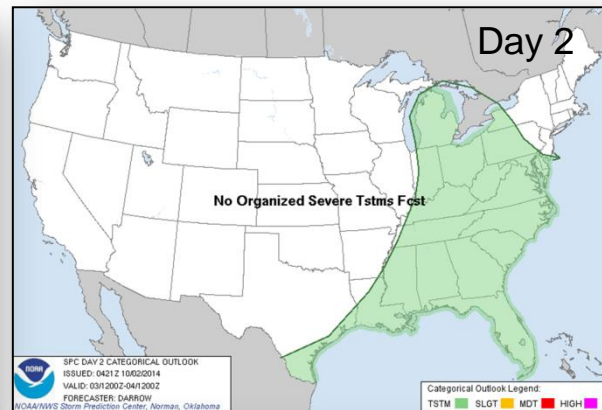 Day 2
No Organized Severe Tstms Fcst
NOAA
SPC DAY 2 CATEGORICAL OUTLOOK
ISSUED: 0421Z 10/02/2014
VALID: 03/1200Z-04/1200Z
FORECASTER: DARROW
NOAA/NWS Storm Prediction Center, Norman, Oklahoma
Categorical Outlook Legend:
TSTM SLGT MDT HIGH